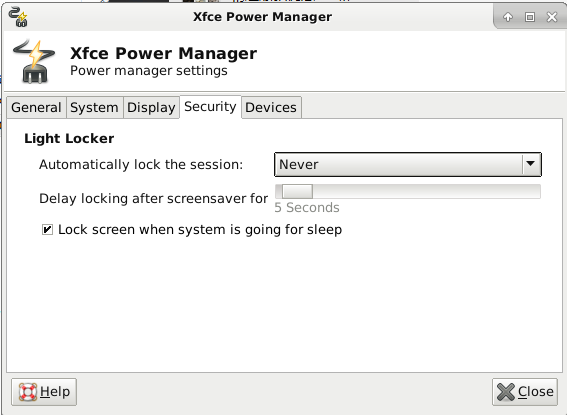 Xfce Power Manager
Xfce Power Manager
Power manager settings
General System Display Security Devices
Light Locker
Automatically lock the session: Never
Delay locking after screensaver for
5 Seconds
Lock screen when system is going for sleep
Help Close